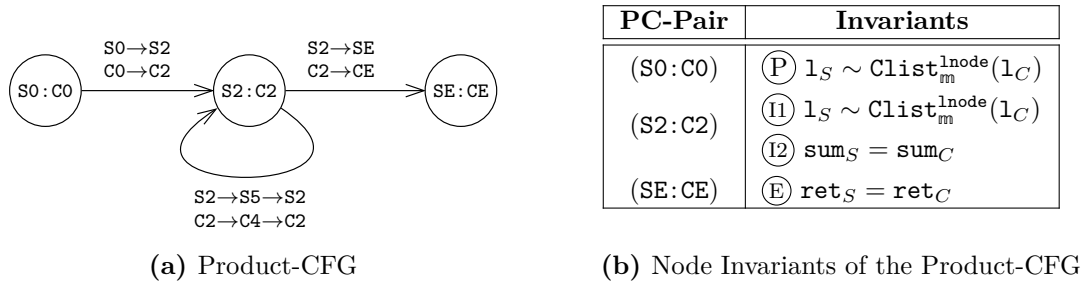 S0→S2
C0→C2
S2→SE
C2→CE
S0:C0
S2:C2
SE:CE
S2→S5→S2
C2→C4→C2
(a) Product-CFG
PC-Pair Invariants
(S0:C0) Ⓟ l_S ∼ Clist_m^lnode(l_C)
(S2:C2) (I1) l_S ∼ Clist_m^lnode(l_C)
(I2) sum_S = sum_C
(SE:CE) Ⓔ ret_S = ret_C
(b) Node Invariants of the Product-CFG